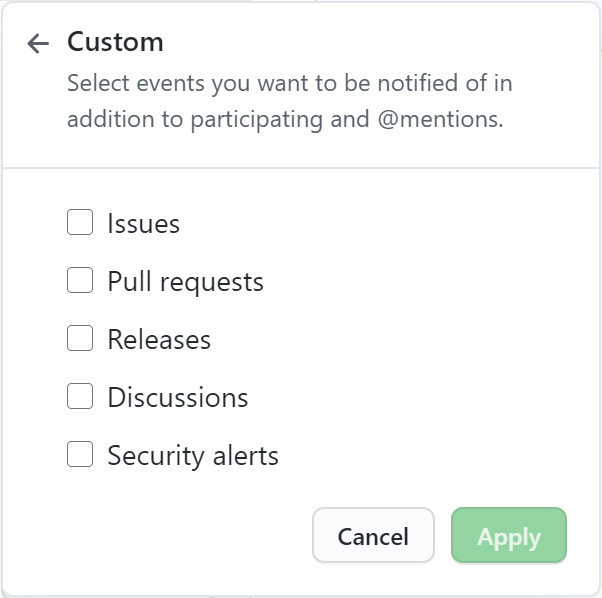 Custom
Select events you want to be notified of in
addition to participating and @mentions.
Issues
Pull requests
Releases
Discussions
Security alerts
Cancel
Apply